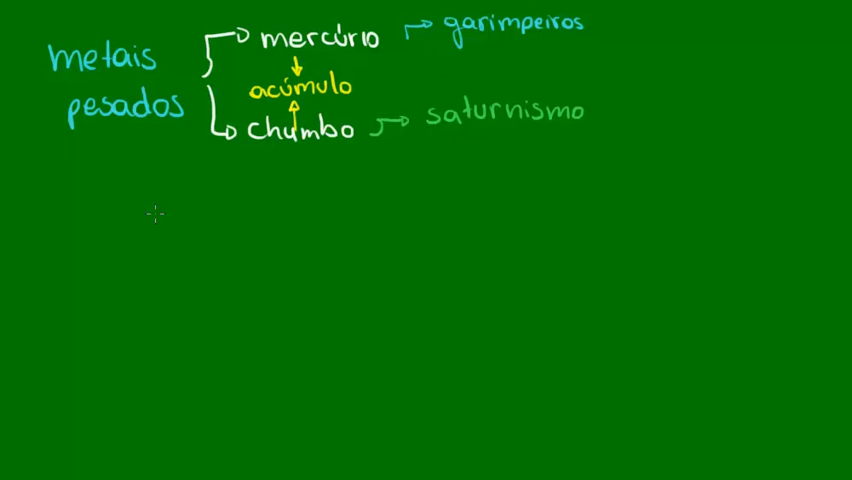 metais
pesados
mercúrio
garimpeiros
acúmulo
chumbo
saturnismo